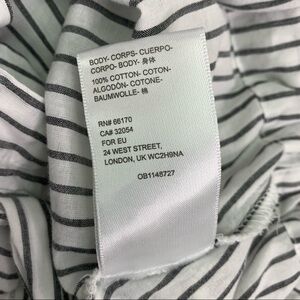 BODY- CORPS- CUERPO-
CORPO- BODY- 身体
100% COTTON- COTON-
ALGODÓN- COTONE-
BAUMWOLLE- 棉
RN# 66170
CA# 32054
FOR EU
24 WEST STREET,
LONDON, UK WC2H9NA
OB1148727